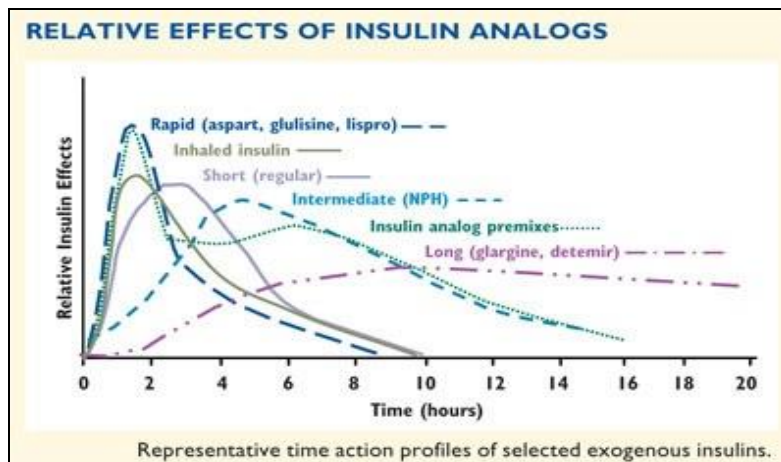 RELATIVE EFFECTS OF INSULIN ANALOGS
Rapid (aspart, glulisine, lispro)
Inhaled insulin
Short (regular)
Intermediate (NPH)
Insulin analog premixes
Long (glargine, detemir)
Relative Insulin Effects
0 2 4 6 8 10 12 14 16 18 20
Time (hours)
Representative time action profiles of selected exogenous insulins.